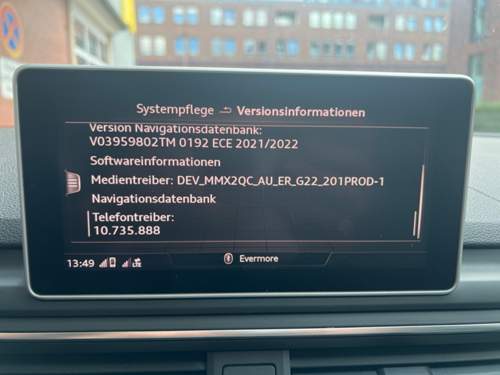 Systempflege Versionsinformationen
Version Navigationsdatenbank:
V03959802TM 0192 ECE 2021/2022
Softwareinformationen
Medientreiber: DEV_MMX2QC_AU_ER_G22_201PROD-1
Navigationsdatenbank
Telefontreiber:
10.735.888
13:49 LTE Evermore